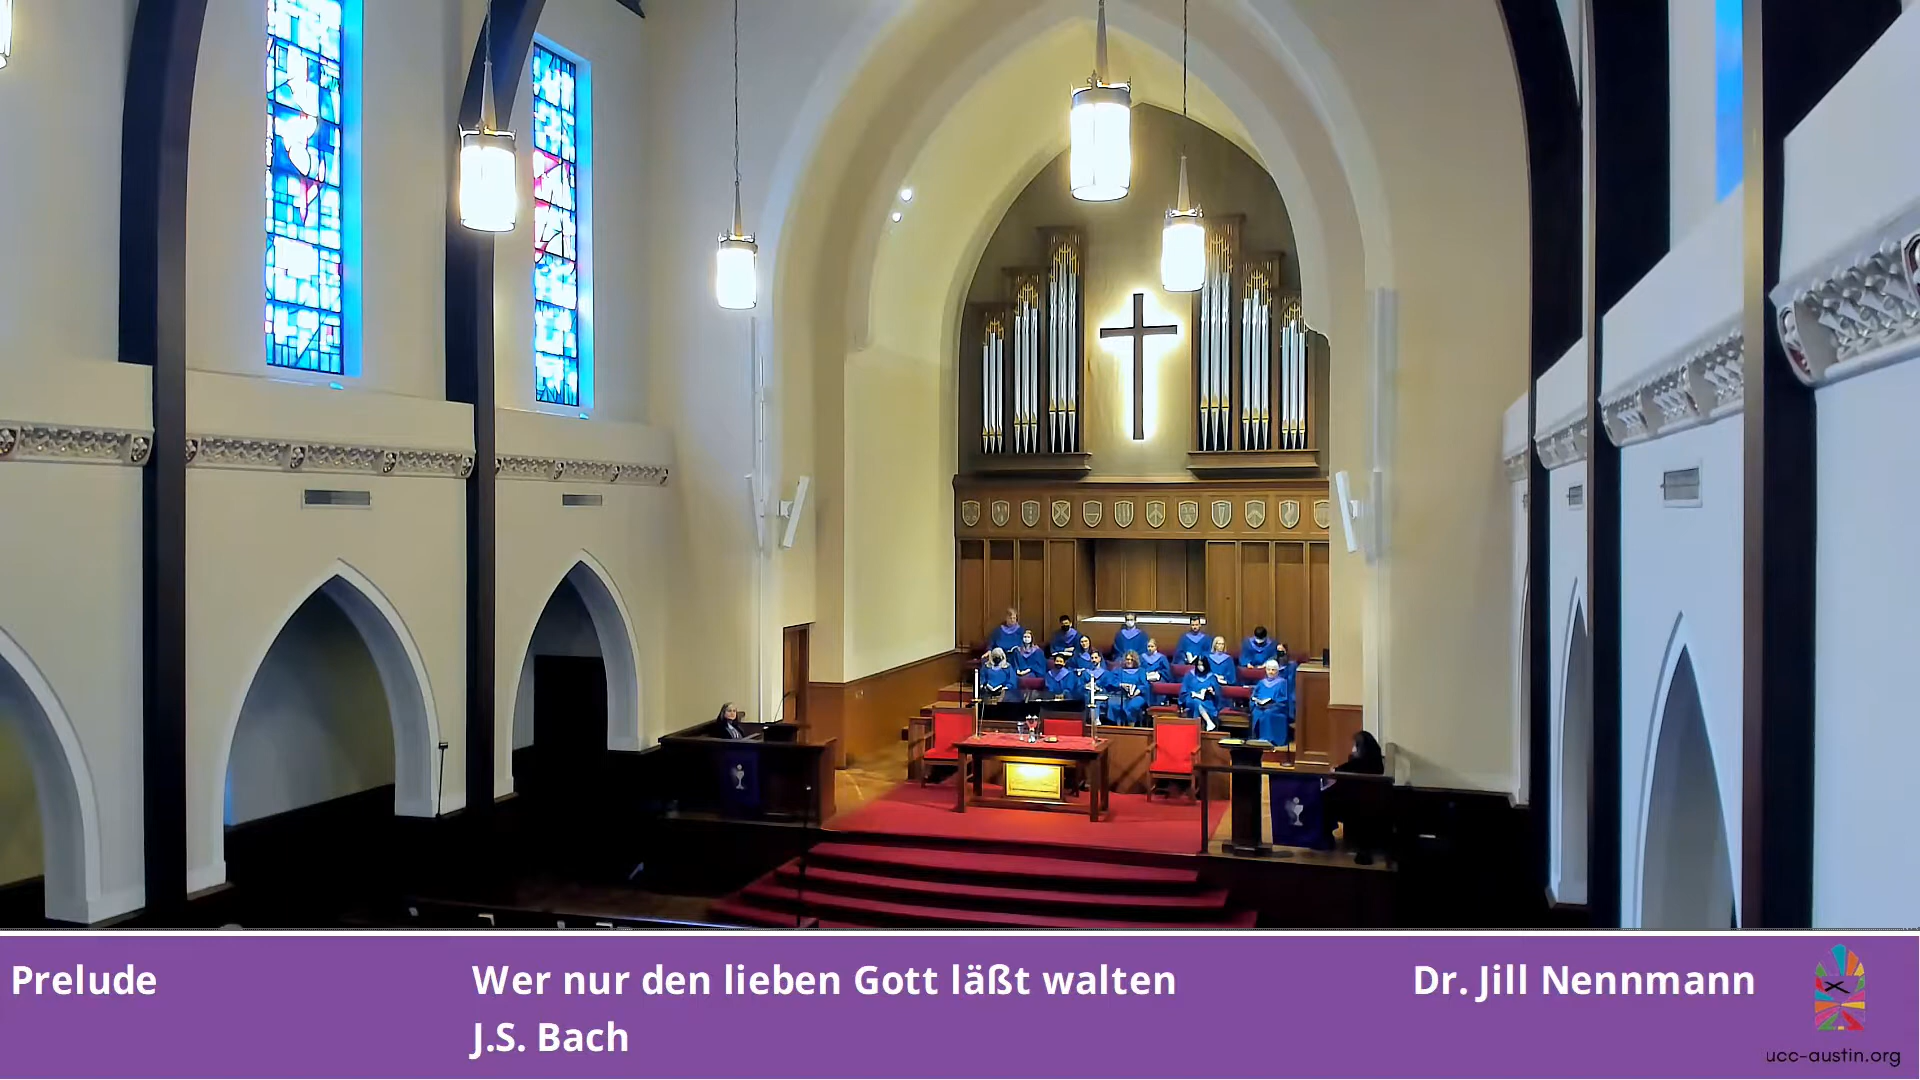 Prelude
Wer nur den lieben Gott läßt walten
Dr. Jill Nennmann
J.S. Bach
ucc-austin.org